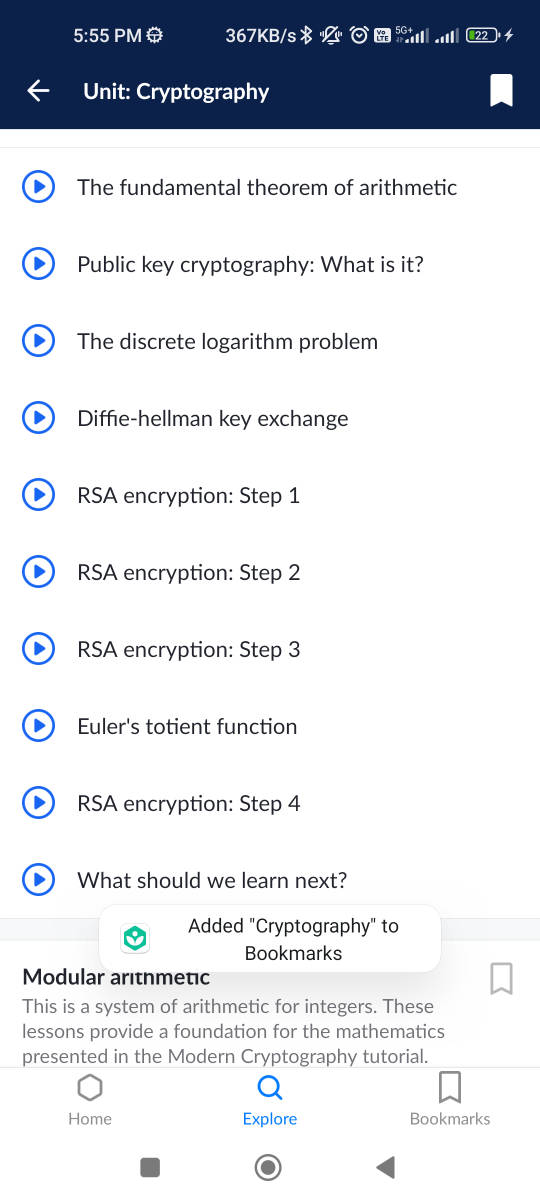 5:55 PM 367KB/s Vo LTE 5G+ 22
Unit: Cryptography
The fundamental theorem of arithmetic
Public key cryptography: What is it?
The discrete logarithm problem
Diffie-hellman key exchange
RSA encryption: Step 1
RSA encryption: Step 2
RSA encryption: Step 3
Euler's totient function
RSA encryption: Step 4
What should we learn next?
Added "Cryptography" to
Bookmarks
Modular arithmetic
This is a system of arithmetic for integers. These
lessons provide a foundation for the mathematics
presented in the Modern Cryptography tutorial.
Home Explore Bookmarks